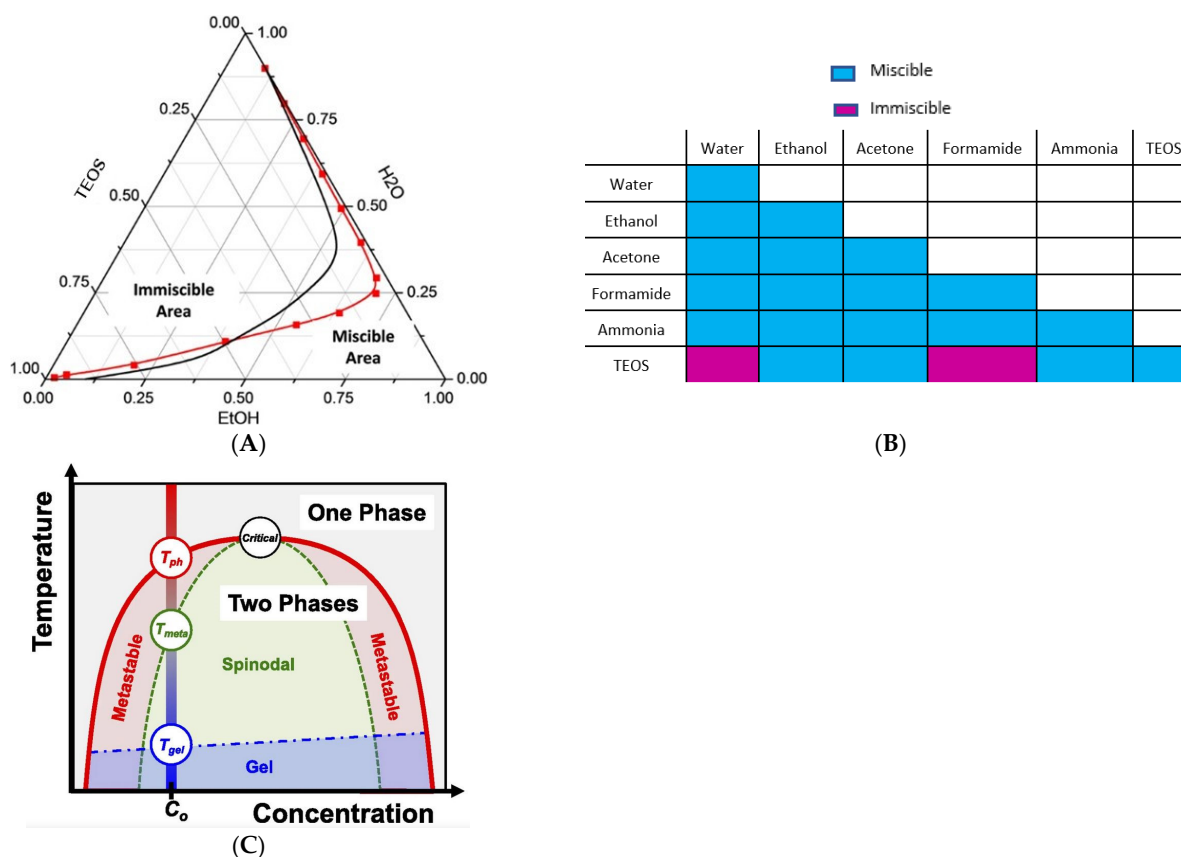 0.00
1.00
0.25
0.75
TEOS
H2O
0.50
0.50
0.75
0.25
Immiscible
Area
Miscible
Area
1.00
0.00
0.00
0.25
0.50
0.75
1.00
EtOH
(A)
Miscible
Immiscible
Water Ethanol Acetone Formamide Ammonia TEOS
Water
Ethanol
Acetone
Formamide
Ammonia
TEOS
(B)
Temperature
One Phase
Critical
Tph
Two Phases
Tmeta
Metastable
Metastable
Spinodal
Tgel
Gel
Co
Concentration
(C)